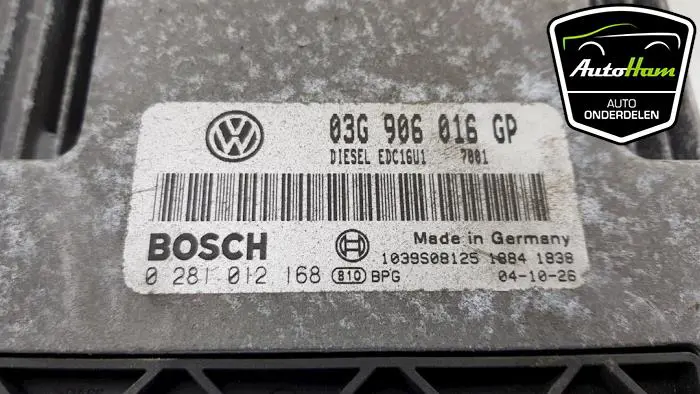 03G 906 016 GP
DIESEL EDC16U1 7001
BOSCH
Made in Germany
0 281 012 168 810 BPG
1039S08125 1884 1838
04-10-26
AutoHam
AUTO
ONDERDELEN